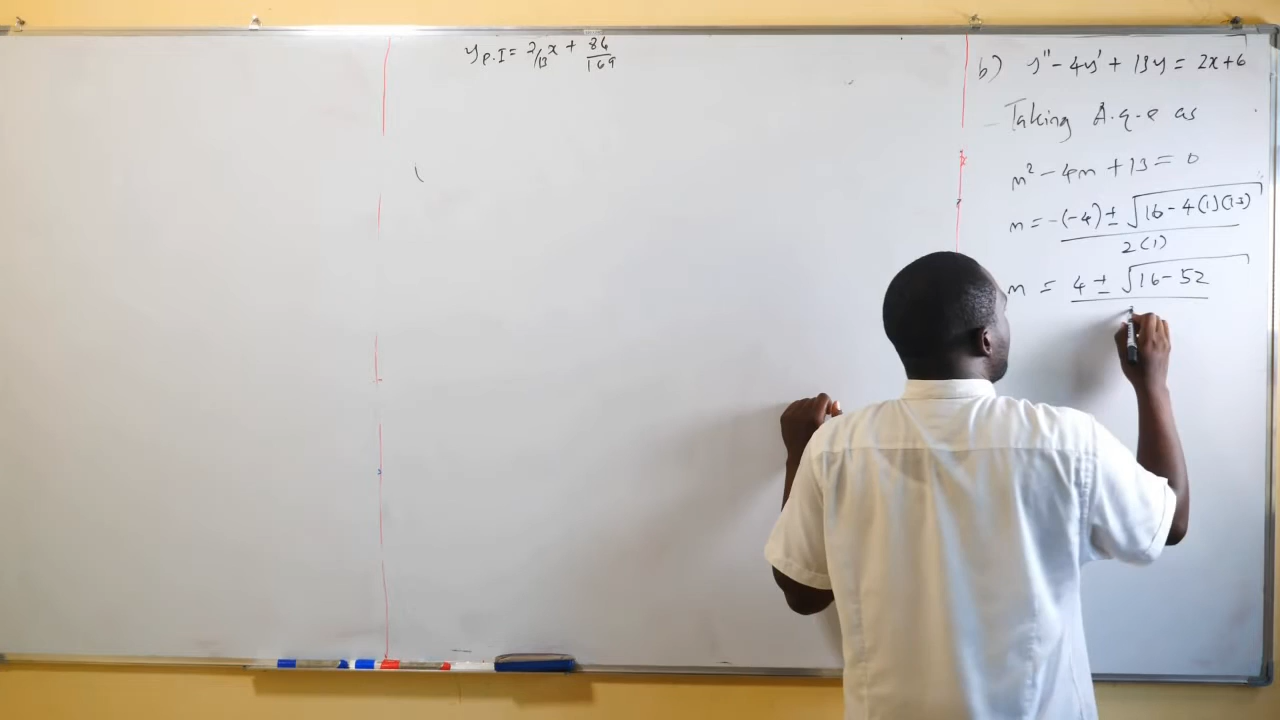 y_{P.I} = 2/13 x + 86/169
b) y'' - 4y' + 13y = 2x+6
Taking A.q.e as
m² - 4m + 13 = 0
m = -(-4) ± √16 - 4(1)(13)
2(1)
m = 4 ± √16 - 52